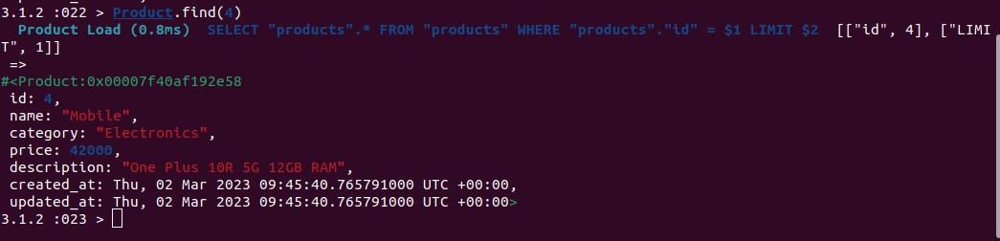 3.1.2 :022 > Product.find(4)
  Product Load (0.8ms)  SELECT "products".* FROM "products" WHERE "products"."id" = $1 LIMIT $2  [["id", 4], ["LIMI
T", 1]]
 =>
#<Product:0x00007f40af192e58
 id: 4,
 name: "Mobile",
 category: "Electronics",
 price: 42000,
 description: "One Plus 10R 5G 12GB RAM",
 created_at: Thu, 02 Mar 2023 09:45:40.765791000 UTC +00:00,
 updated_at: Thu, 02 Mar 2023 09:45:40.765791000 UTC +00:00>
3.1.2 :023 >